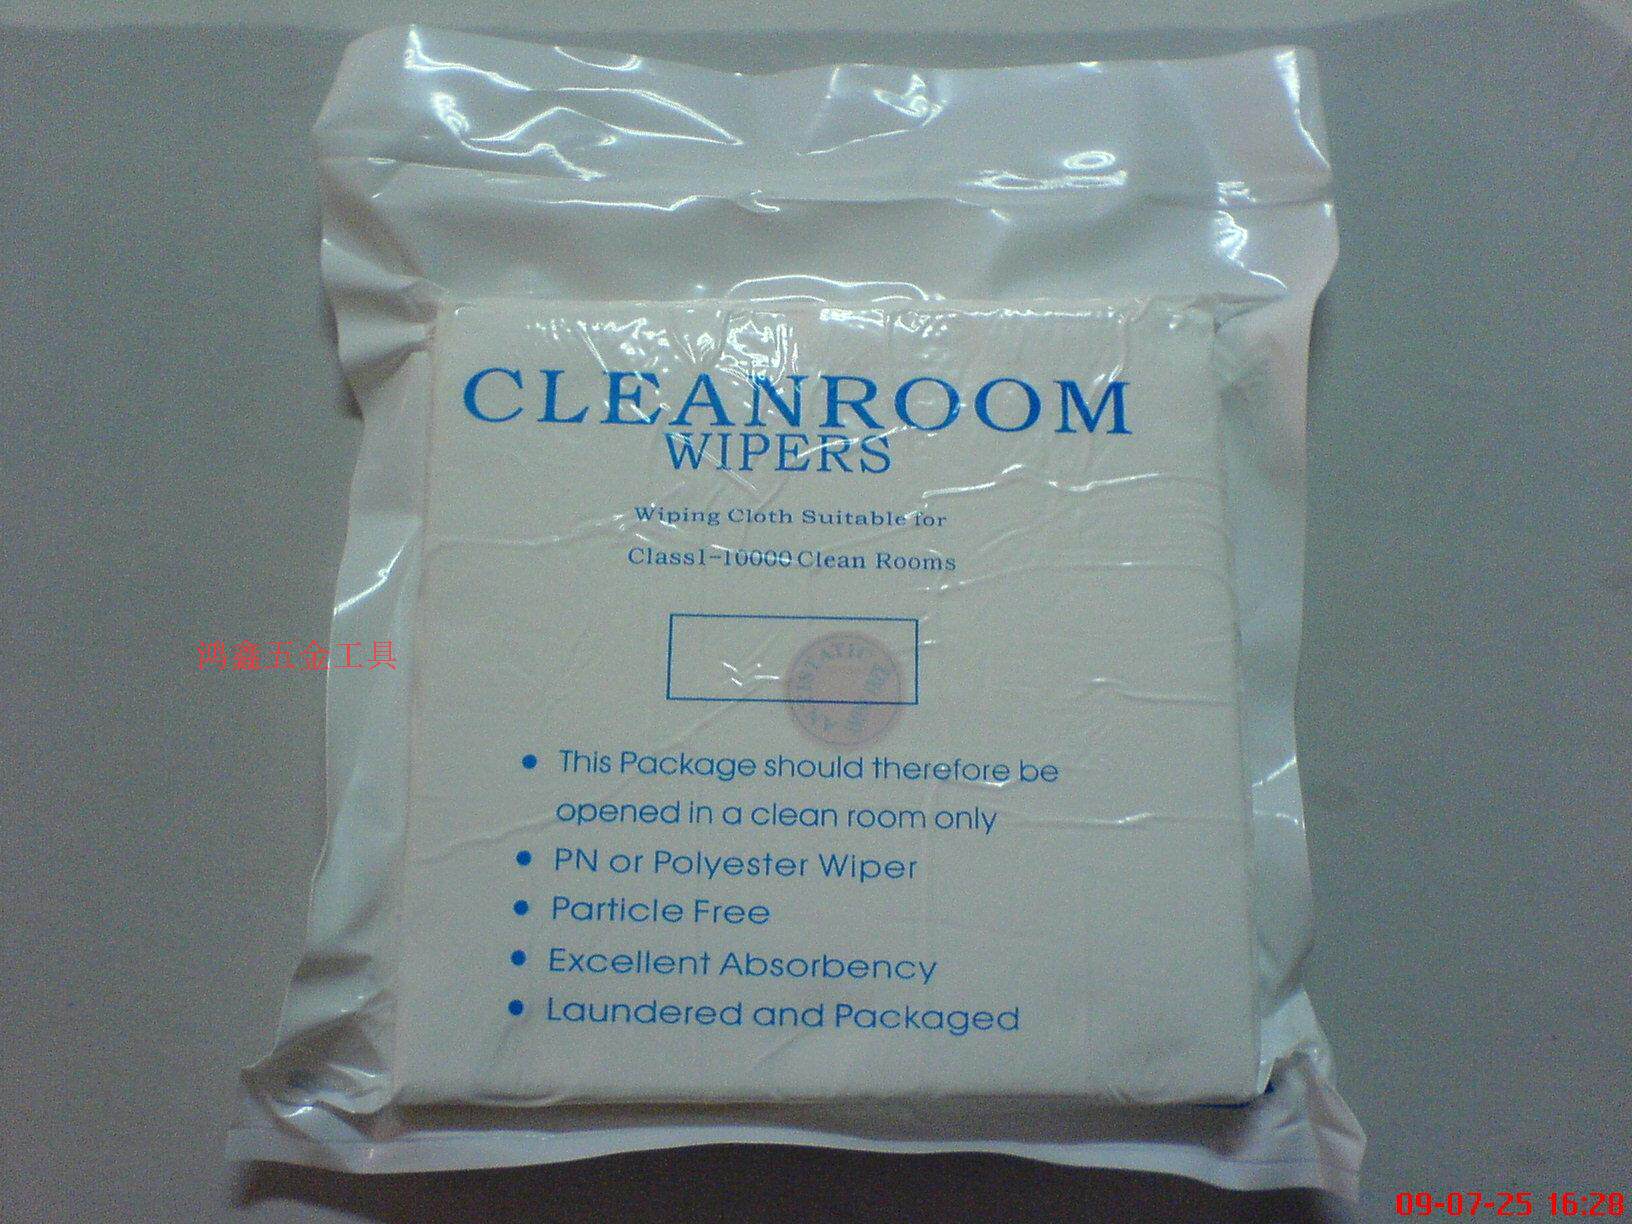 CLEANROOM
WIPERS
Wiping Cloth Suitable for
Class1-10000 Clean Rooms
鸿鑫五金工具
ANTISTATIC
• This Package should therefore be
opened in a clean room only
• PN or Polyester Wiper
• Particle Free
• Excellent Absorbency
• Laundered and Packaged
09-07-25 16:28